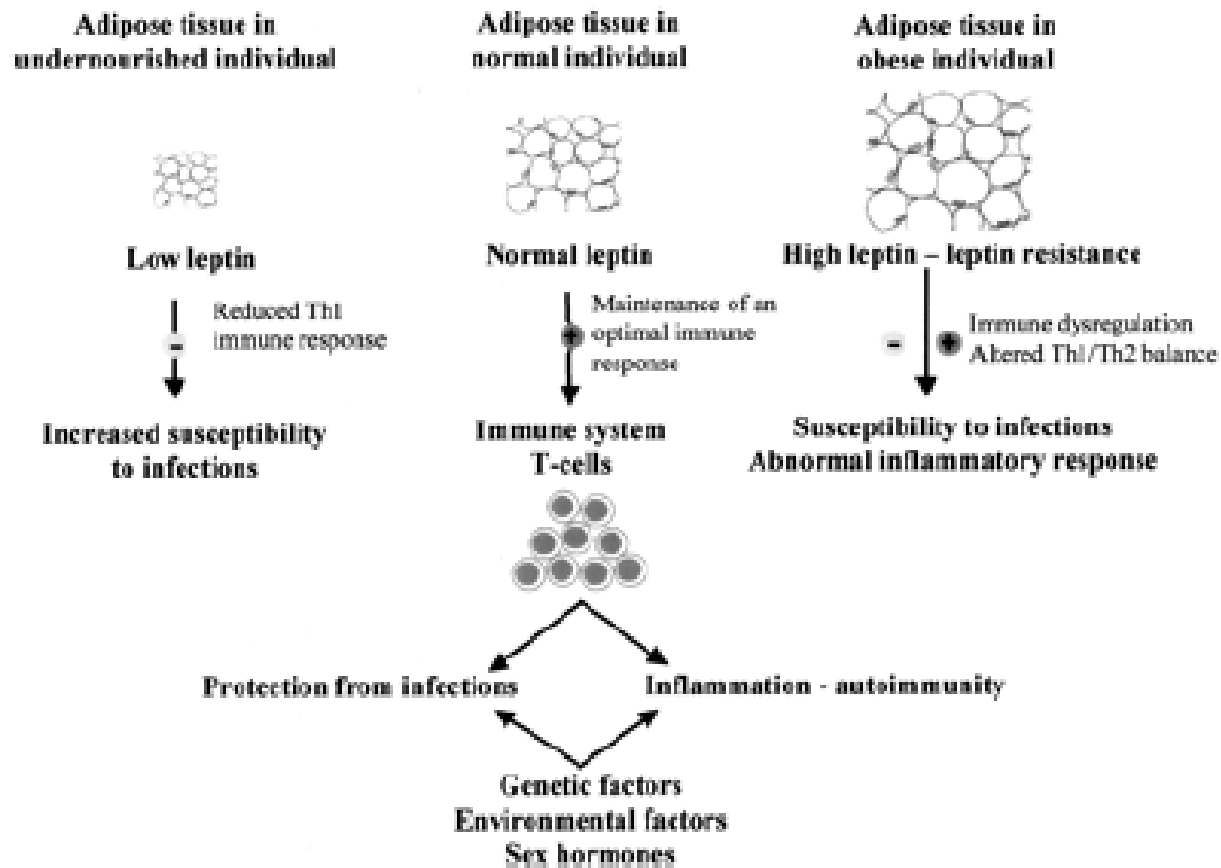 Adipose tissue in
undernourished individual
Adipose tissue in
normal individual
Adipose tissue in
obese individual
Low leptin
Normal leptin
High leptin – leptin resistance
Reduced Th1
immune response
-
Maintenance of an
optimal immune
response
+
-
+
Immune dysregulation
Altered Th1/Th2 balance
Increased susceptibility
to infections
Immune system
T-cells
Susceptibility to infections
Abnormal inflammatory response
Protection from infections
Inflammation - autoimmunity
Genetic factors
Environmental factors
Sex hormones